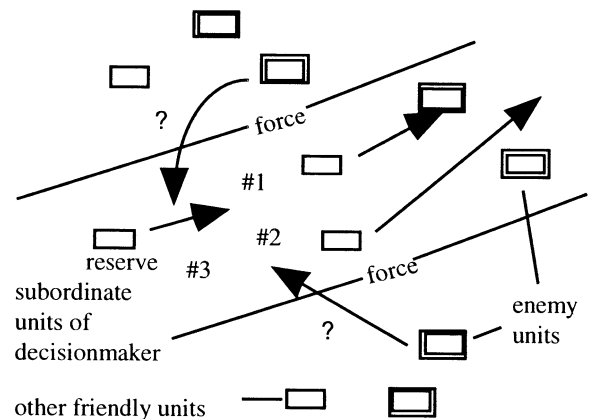 ?
force
#1
#2
reserve
#3
force
subordinate
units of
decisionmaker
?
enemy
units
other friendly units